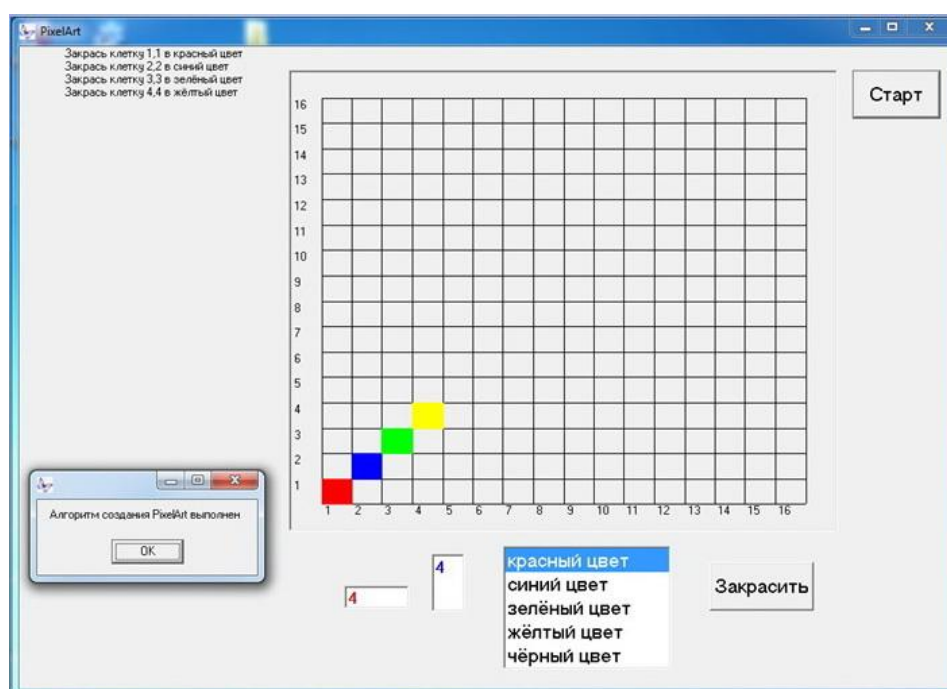 PixelArt
Закрась клетку 1,1 в красный цвет
Закрась клетку 2,2 в синий цвет
Закрась клетку 3,3 в зелёный цвет
Закрась клетку 4,4 в жёлтый цвет
Старт
16
15
14
13
12
11
10
9
8
7
6
5
4
3
2
1
1 2 3 4 5 6 7 8 9 10 11 12 13 14 15 16
Алгоритм создания PixelArt выполнен
OK
4
4
красный цвет
синий цвет
зелёный цвет
жёлтый цвет
чёрный цвет
Закрасить